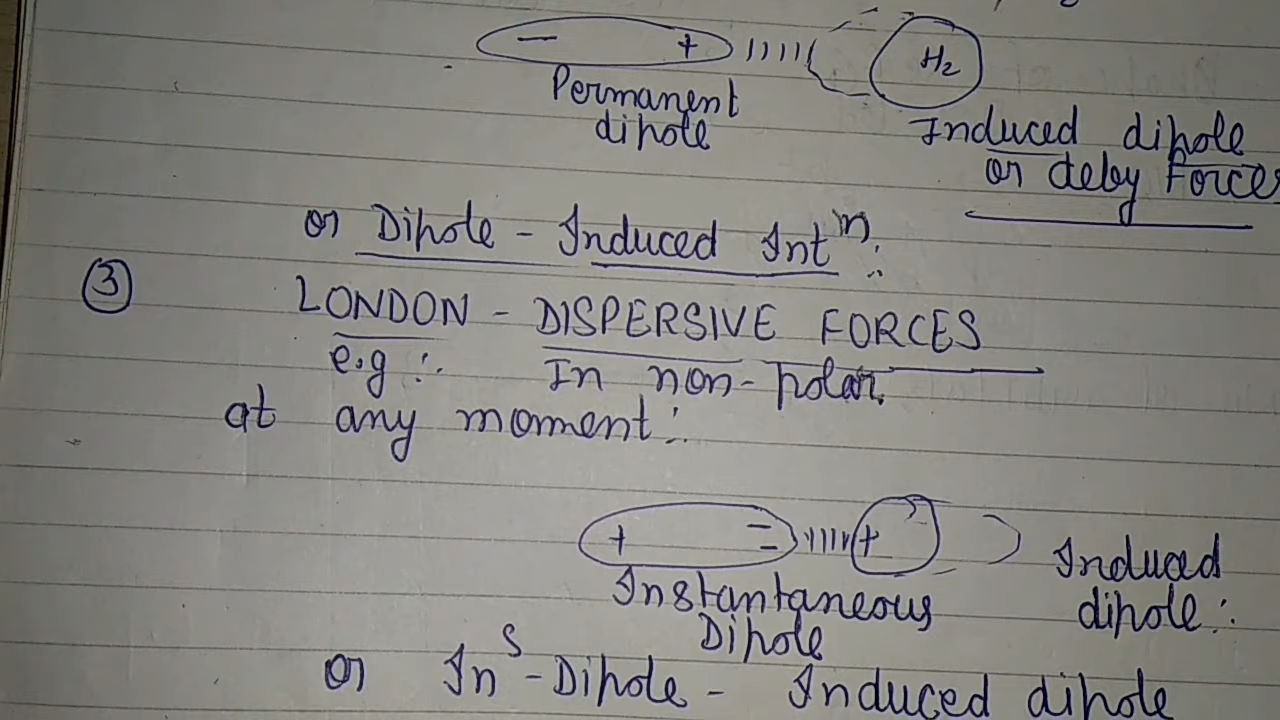 - + H₂
Permanent
dipole
Induced dipole
or deby Forces
or Dipole - Induced Intⁿ:
③ LONDON - DISPERSIVE FORCES
e.g :- In non-polar.
at any moment :-
+ - +
Instantaneous
Dipole
Induced
dipole :
or Inˢ - Dipole - Induced dipole